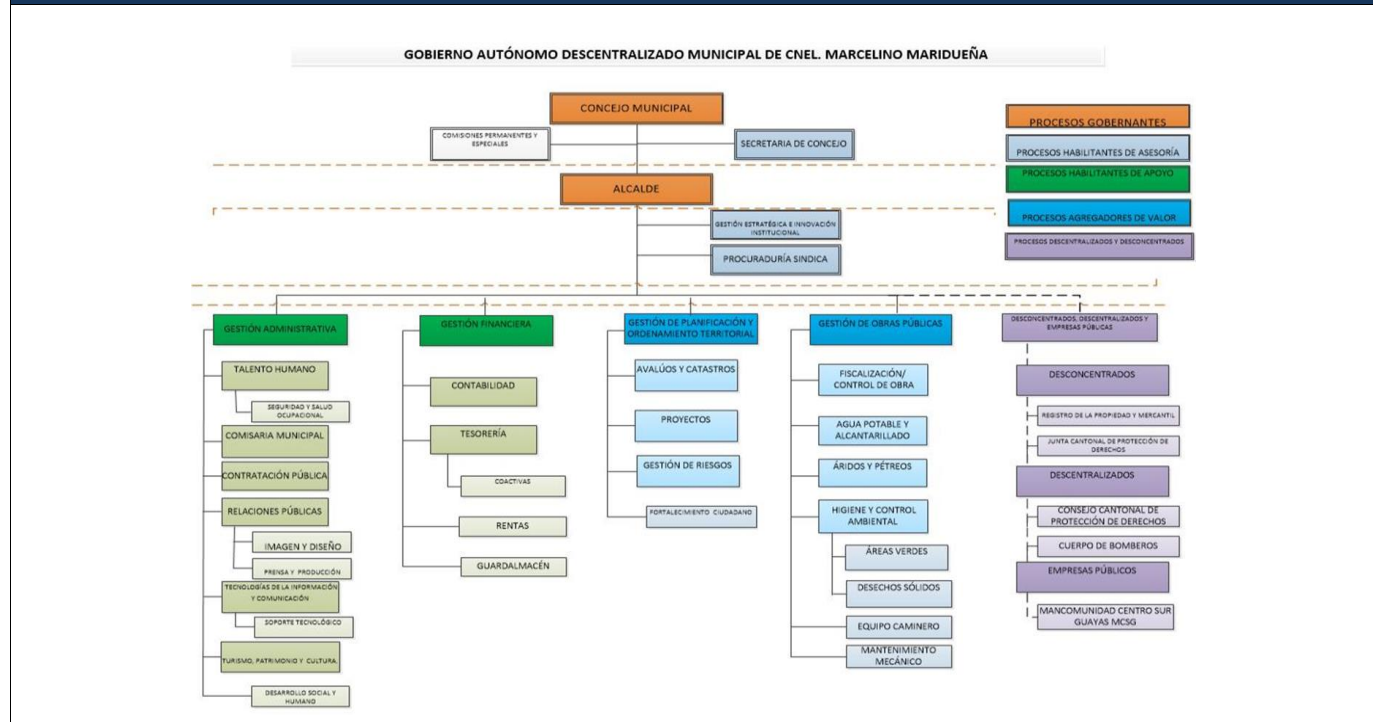 GOBIERNO AUTÓNOMO DESCENTRALIZADO MUNICIPAL DE CNEL. MARCELINO MARIDUEÑA
CONCEJO MUNICIPAL
COMISIONES PERMANENTES Y
ESPECIALES
SECRETARIA DE CONCEJO
ALCALDE
GESTIÓN ESTRATÉGICA E INNOVACIÓN
INSTITUCIONAL
PROCURADURÍA SINDICA
PROCESOS GOBERNANTES
PROCESOS HABILITANTES DE ASESORÍA
PROCESOS HABILITANTES DE APOYO
PROCESOS AGREGADORES DE VALOR
PROCESOS DESCENTRALIZADOS Y DESCONCENTRADOS
GESTIÓN ADMINISTRATIVA
TALENTO HUMANO
SEGURIDAD Y SALUD
OCUPACIONAL
COMISARIA MUNICIPAL
CONTRATACIÓN PÚBLICA
RELACIONES PÚBLICAS
IMAGEN Y DISEÑO
PRENSA Y PRODUCCIÓN
TECNOLOGÍAS DE LA INFORMACIÓN
Y COMUNICACIÓN
SOPORTE TECNOLÓGICO
TURISMO, PATRIMONIO Y CULTURA.
DESARROLLO SOCIAL Y
HUMANO
GESTIÓN FINANCIERA
CONTABILIDAD
TESORERÍA
COACTIVAS
RENTAS
GUARDALMACÉN
GESTIÓN DE PLANIFICACIÓN Y
ORDENAMIENTO TERRITORIAL
AVALÚOS Y CATASTROS
PROYECTOS
GESTIÓN DE RIESGOS
FORTALECIMIENTO CIUDADANO
GESTIÓN DE OBRAS PÚBLICAS
FISCALIZACIÓN/
CONTROL DE OBRA
AGUA POTABLE Y
ALCANTARILLADO
ÁRIDOS Y PÉTREOS
HIGIENE Y CONTROL
AMBIENTAL
ÁREAS VERDES
DESECHOS SÓLIDOS
EQUIPO CAMINERO
MANTENIMIENTO
MECÁNICO
DESCONCENTRADOS, DESCENTRALIZADOS Y
EMPRESAS PÚBLICAS
DESCONCENTRADOS
REGISTRO DE LA PROPIEDAD Y MERCANTIL
JUNTA CANTONAL DE PROTECCIÓN DE
DERECHOS
DESCENTRALIZADOS
CONSEJO CANTONAL DE
PROTECCIÓN DE DERECHOS
CUERPO DE BOMBEROS
EMPRESAS PÚBLICOS
MANCOMUNIDAD CENTRO SUR
GUAYAS MCSG